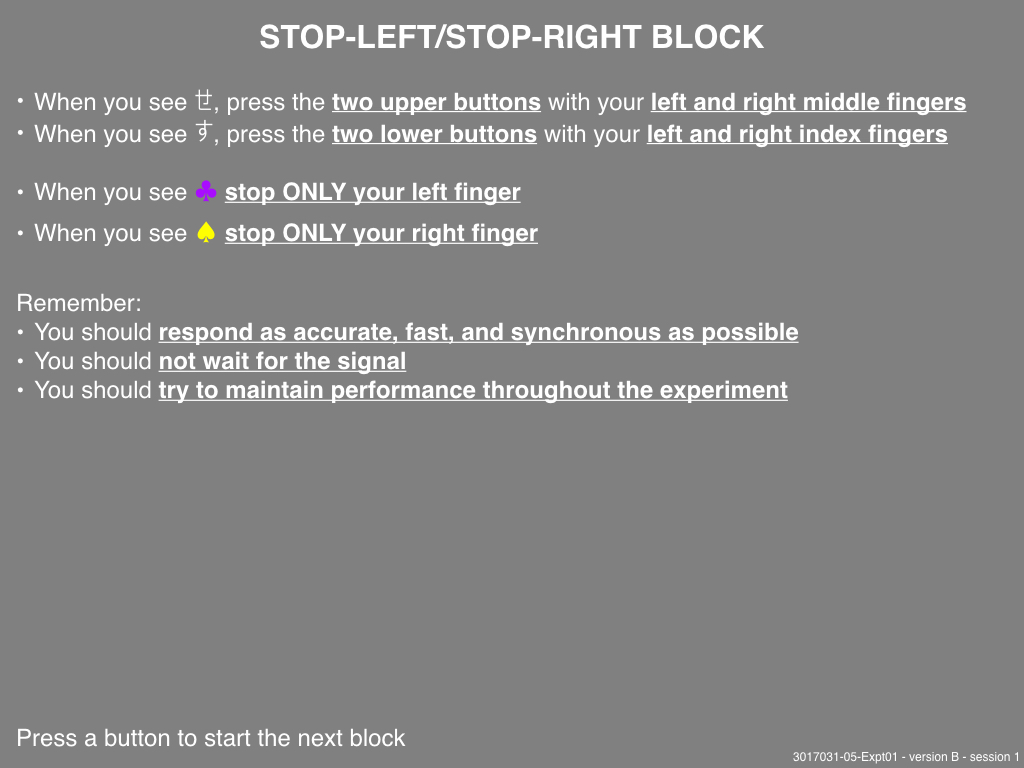 STOP-LEFT/STOP-RIGHT BLOCK
• When you see せ, press the two upper buttons with your left and right middle fingers
• When you see す, press the two lower buttons with your left and right index fingers
• When you see ♣ stop ONLY your left finger
• When you see ♠ stop ONLY your right finger
Remember:
• You should respond as accurate, fast, and synchronous as possible
• You should not wait for the signal
• You should try to maintain performance throughout the experiment
Press a button to start the next block
3017031-05-Expt01 - version B - session 1